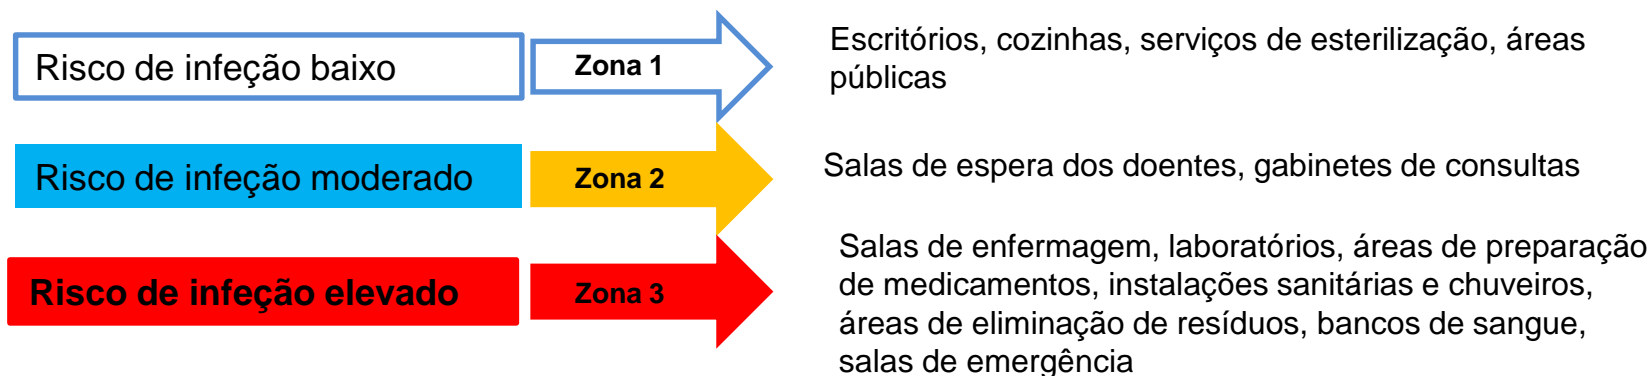 Risco de infeção baixo
Zona 1
Escritórios, cozinhas, serviços de esterilização, áreas
públicas
Risco de infeção moderado
Zona 2
Salas de espera dos doentes, gabinetes de consultas
Risco de infeção elevado
Zona 3
Salas de enfermagem, laboratórios, áreas de preparação
de medicamentos, instalações sanitárias e chuveiros,
áreas de eliminação de resíduos, bancos de sangue,
salas de emergência